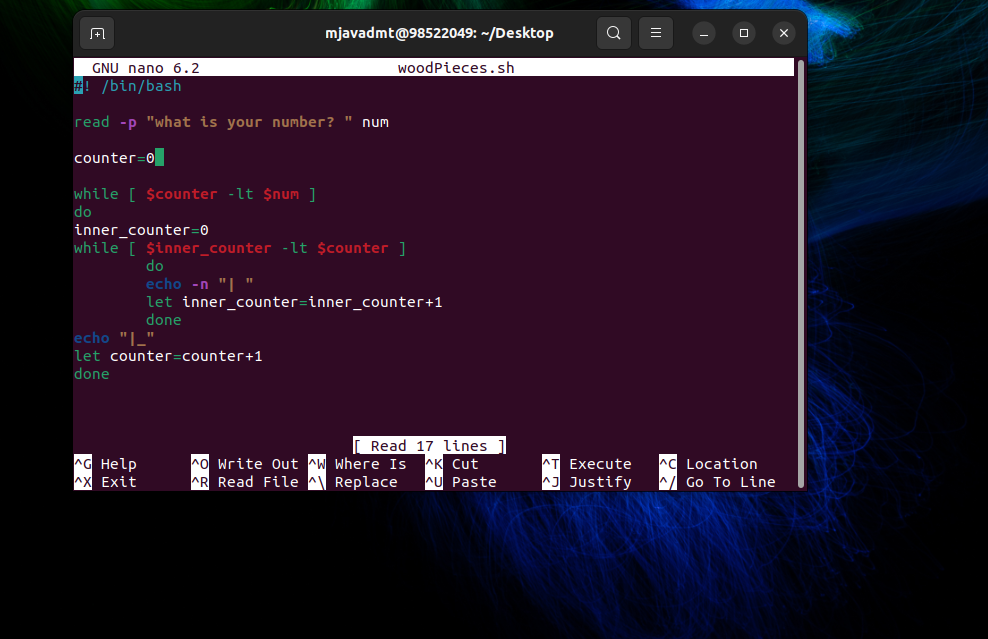 mjavadmt@98522049: ~/Desktop
GNU nano 6.2 woodPieces.sh
#! /bin/bash
read -p "what is your number? " num
counter=0
while [ $counter -lt $num ]
do
inner_counter=0
while [ $inner_counter -lt $counter ]
do
echo -n "| "
let inner_counter=inner_counter+1
done
echo "|_"
let counter=counter+1
done
[ Read 17 lines ]
^G Help ^O Write Out ^W Where Is ^K Cut ^T Execute ^C Location
^X Exit ^R Read File ^\ Replace ^U Paste ^J Justify ^/ Go To Line